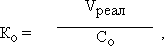 Vреал
Kо = ,
Cо